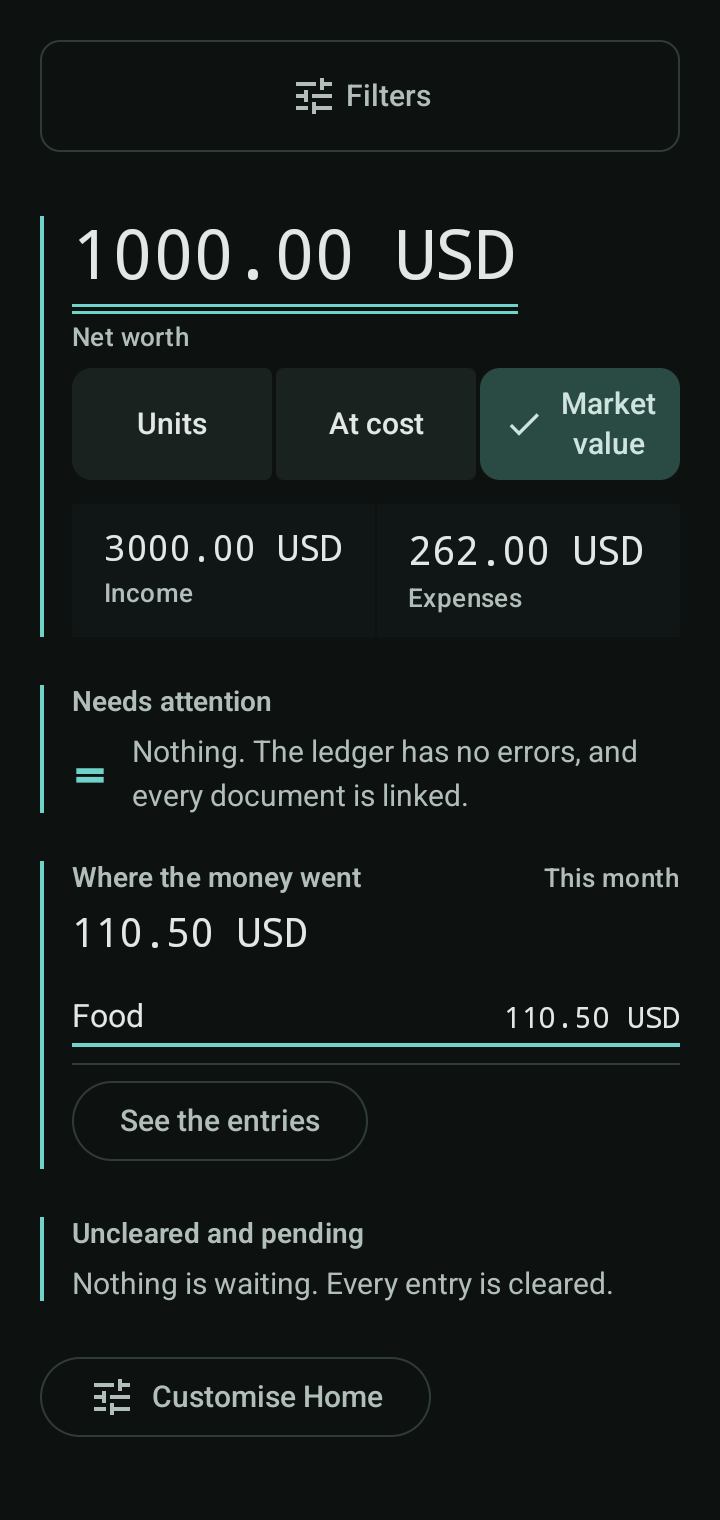 Filters
1000.00 USD
Net worth
Units
At cost
Market
value
3000.00 USD
Income
262.00 USD
Expenses
Needs attention
Nothing. The ledger has no errors, and
every document is linked.
Where the money went
This month
110.50 USD
Food
110.50 USD
See the entries
Uncleared and pending
Nothing is waiting. Every entry is cleared.
Customise Home